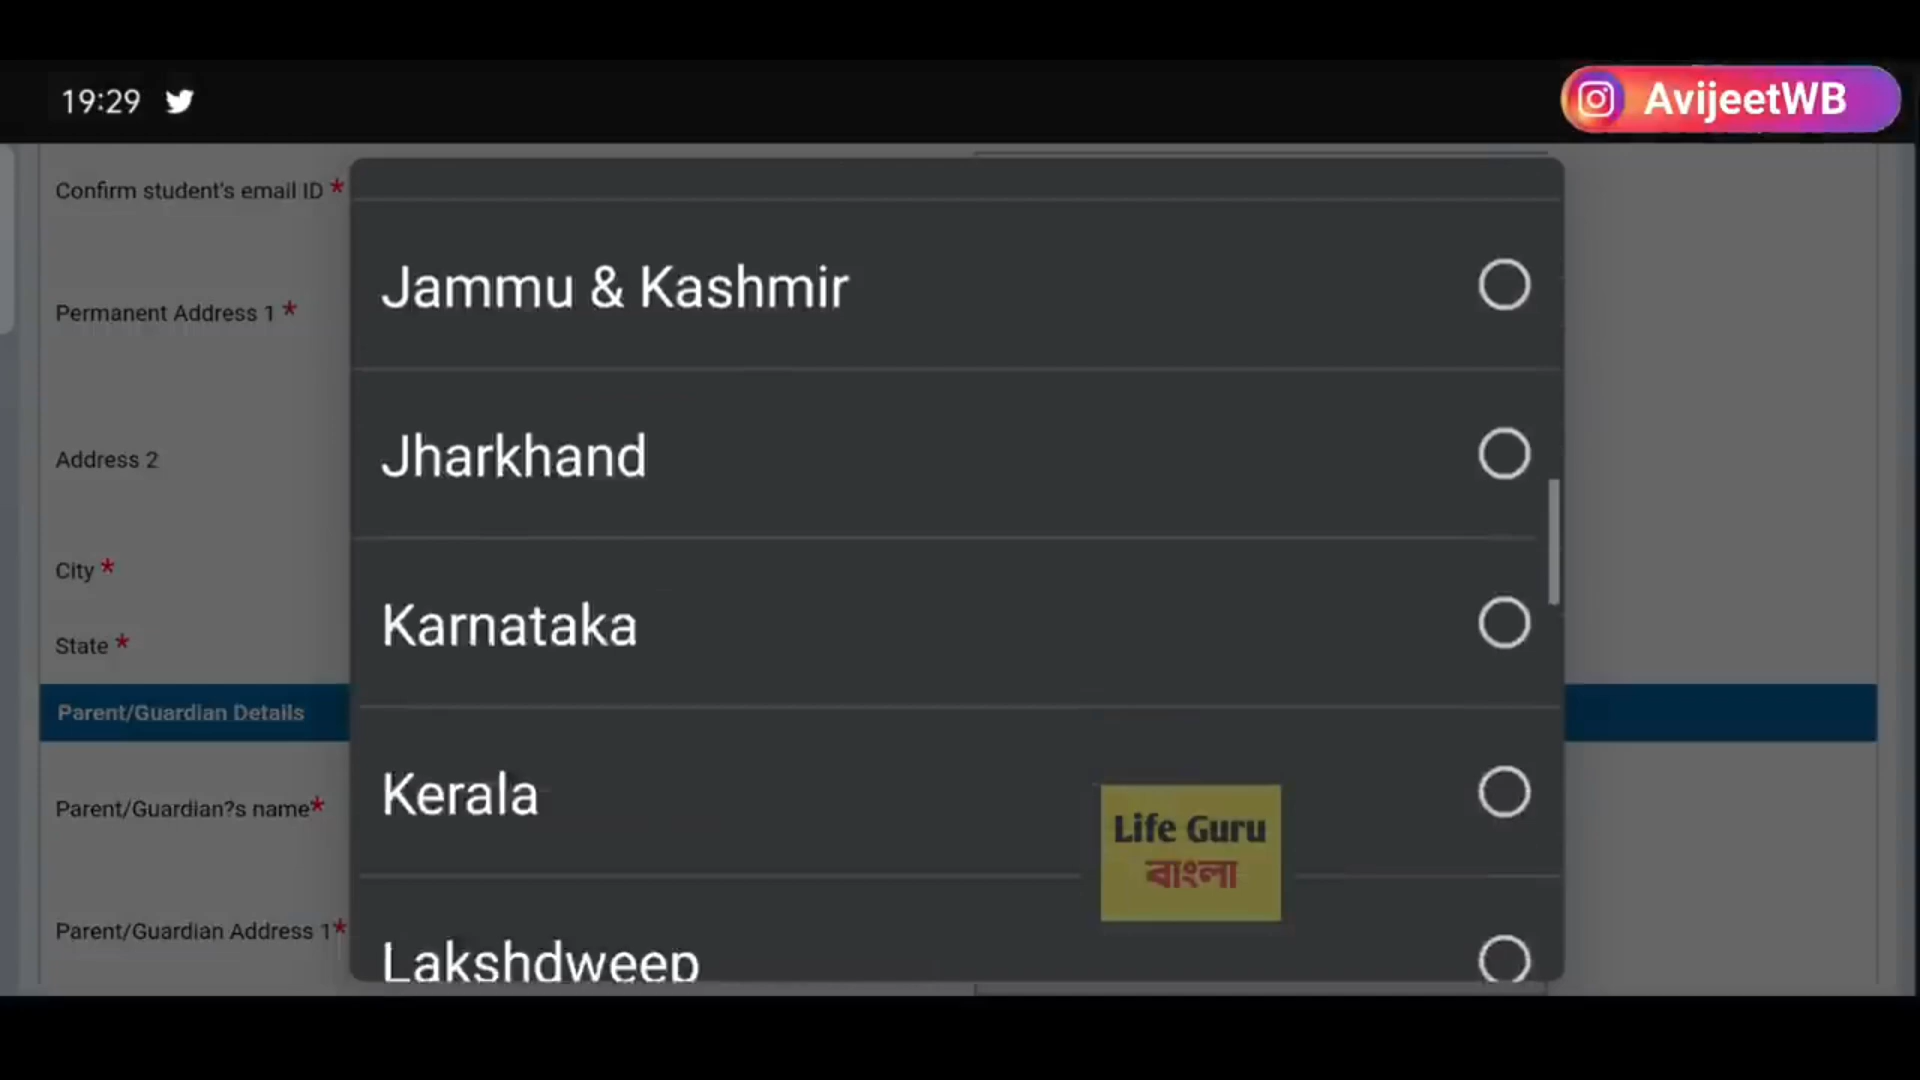 19:29
AvijeetWB
Confirm student's email ID *
Permanent Address 1 *
Address 2
City *
State *
Parent/Guardian Details
Parent/Guardian?s name*
Parent/Guardian Address 1*
Jammu & Kashmir
Jharkhand
Karnataka
Kerala
Lakshdweep
Life Guru
বাংলা